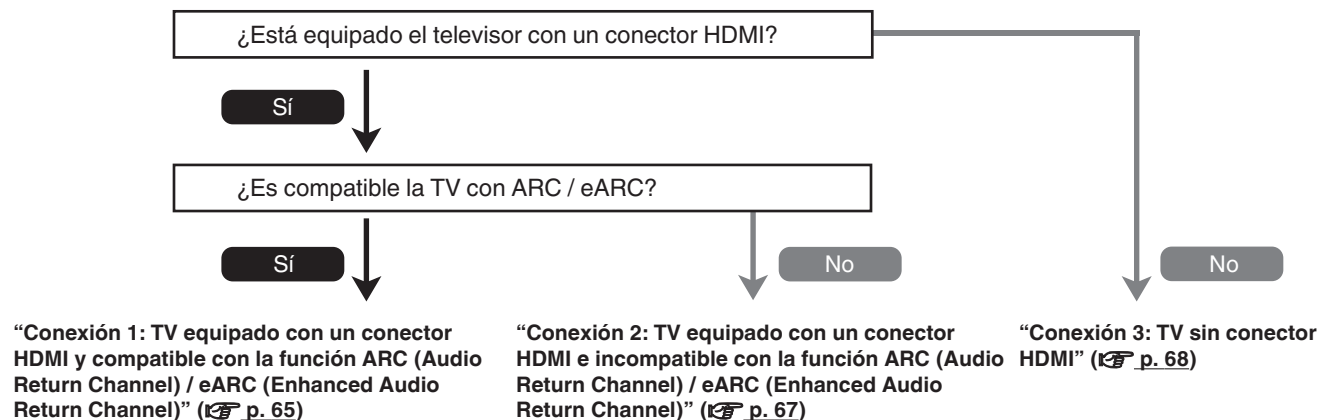 ¿Está equipado el televisor con un conector HDMI?
Sí
¿Es compatible la TV con ARC / eARC?
Sí
No
No
“Conexión 1: TV equipado con un conector
HDMI y compatible con la función ARC (Audio
Return Channel) / eARC (Enhanced Audio
Return Channel)” (☞ p. 65)
“Conexión 2: TV equipado con un conector
HDMI e incompatible con la función ARC (Audio
Return Channel) / eARC (Enhanced Audio
Return Channel)” (☞ p. 67)
“Conexión 3: TV sin conector
HDMI” (☞ p. 68)